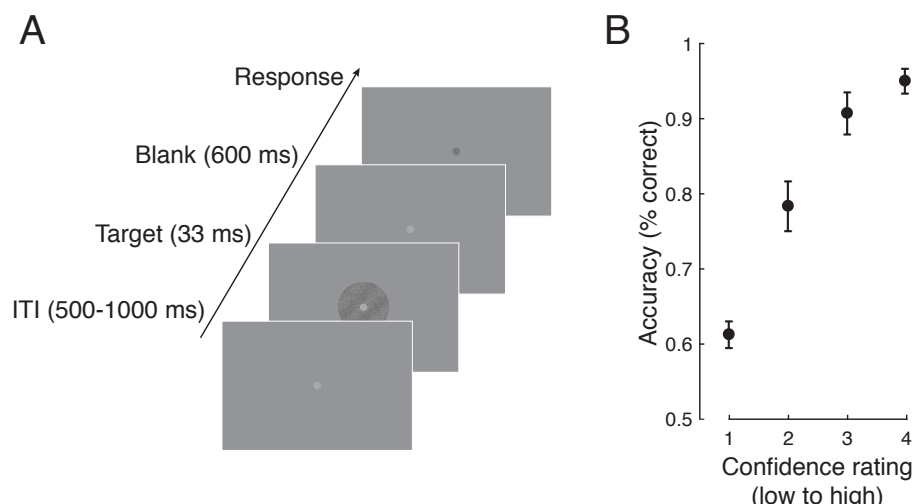 A
Response
Blank (600 ms)
Target (33 ms)
ITI (500-1000 ms)
B
Accuracy (% correct)
1
0.9
0.8
0.7
0.6
0.5
1 2 3 4
Confidence rating
(low to high)